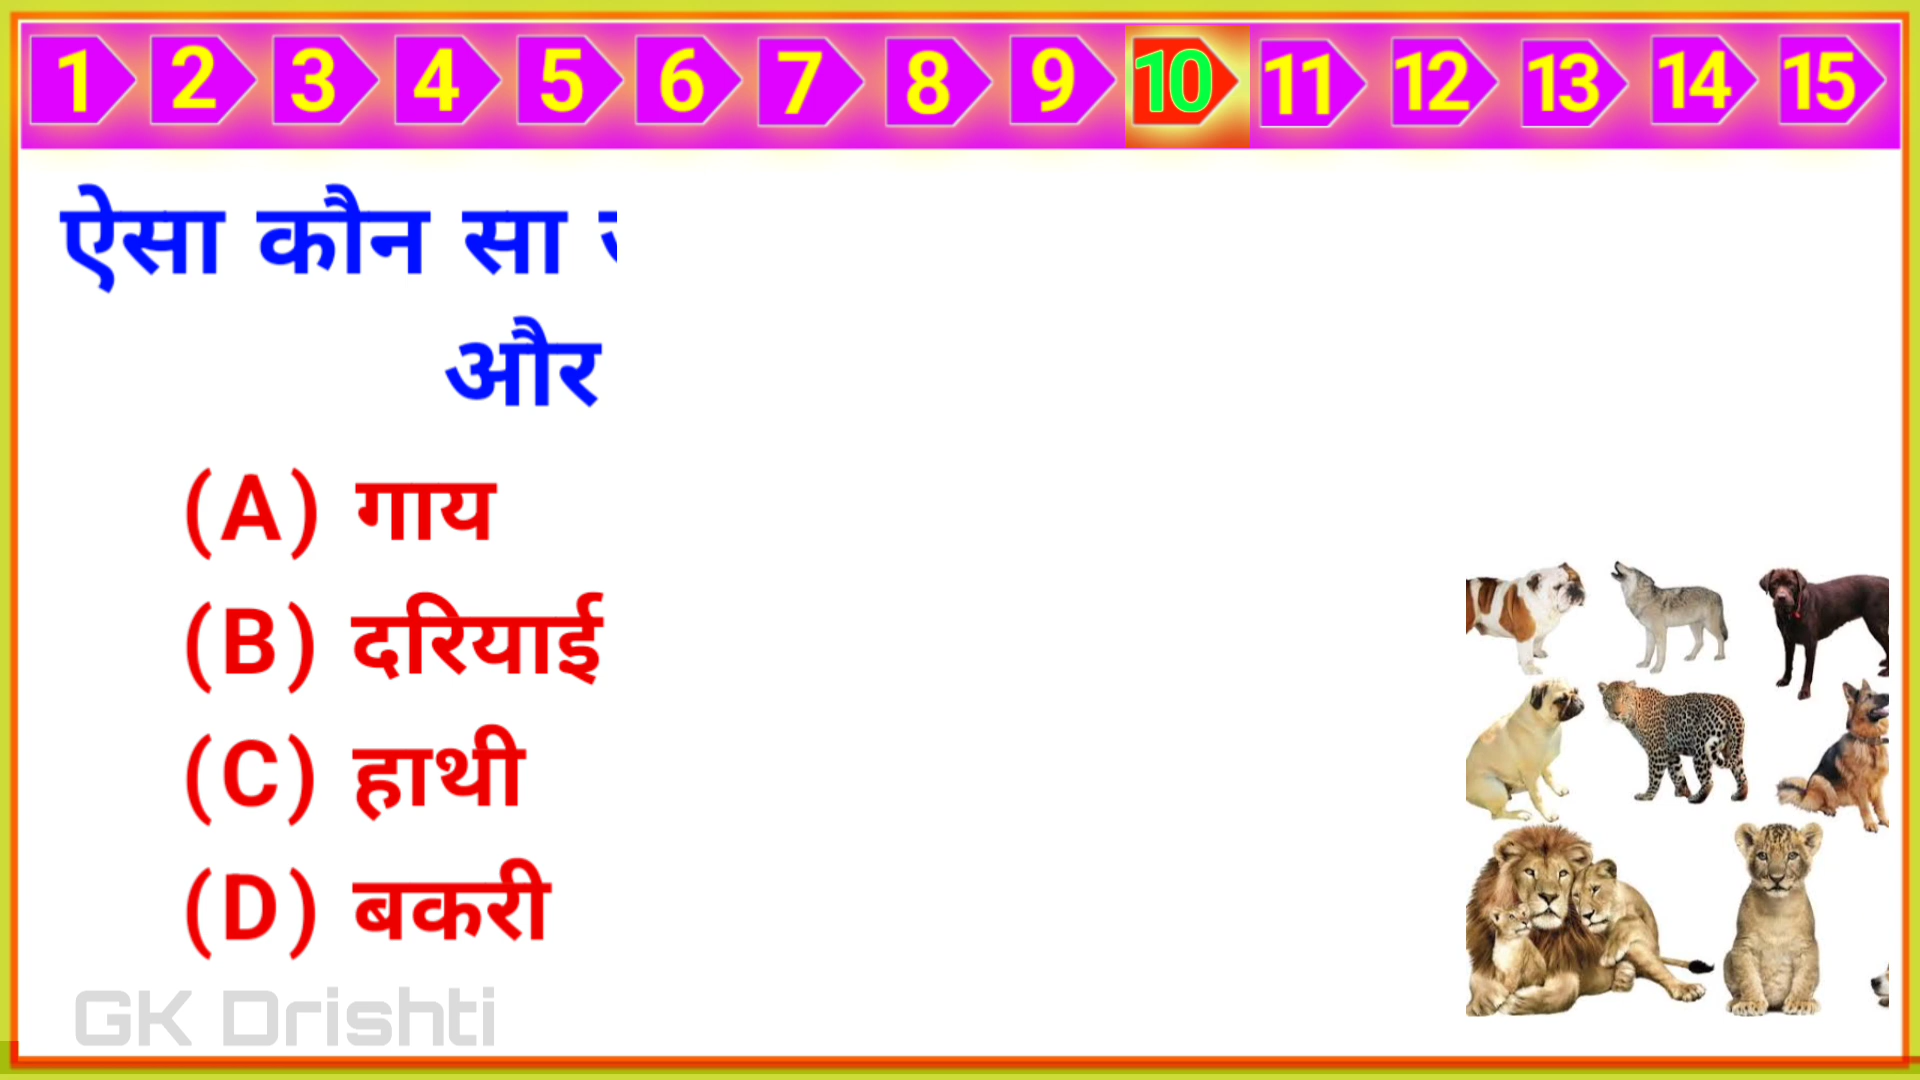 1 2 3 4 5 6 7 8 9 10 11 12 13 14 15
ऐसा कौन सा
और
(A) गाय
(B) दरियाई
(C) हाथी
(D) बकरी
GK Drishti